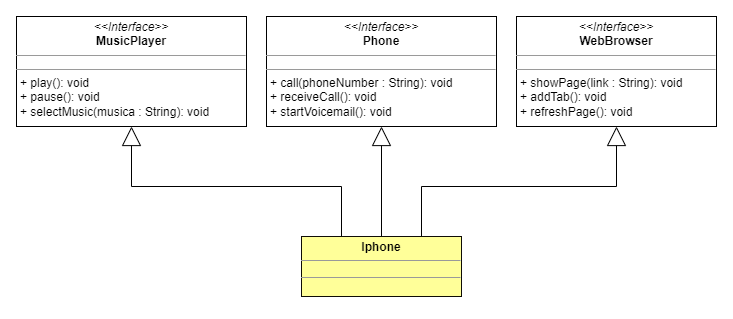 <<Interface>>
MusicPlayer
+ play(): void
+ pause(): void
+ selectMusic(musica : String): void
<<Interface>>
Phone
+ call(phoneNumber : String): void
+ receiveCall(): void
+ startVoicemail(): void
<<Interface>>
WebBrowser
+ showPage(link : String): void
+ addTab(): void
+ refreshPage(): void
Iphone